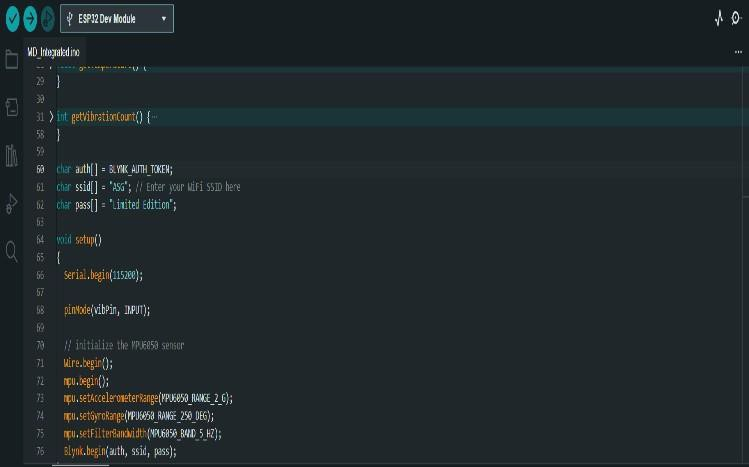 ESP32 Dev Module
MD_Integrated.ino
29 }
30
31 int getVibrationCount() {
58 }
59
60 char auth[] = BLYNK_AUTH_TOKEN;
61 char ssid[] = "ASG"; // Enter your WiFi SSID here
62 char pass[] = "Limited Edition";
63
64 void setup()
65 {
66 Serial.begin(115200);
67
68 pinMode(vibPin, INPUT);
69
70 // initialize the MPU6050 sensor
71 Wire.begin();
72 mpu.begin();
73 mpu.setAccelerometerRange(MPU6050_RANGE_2_G);
74 mpu.setGyroRange(MPU6050_RANGE_250_DEG);
75 mpu.setFilterBandwidth(MPU6050_BAND_5_HZ);
76 Blynk.begin(auth, ssid, pass);